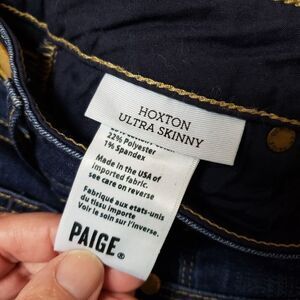 HOXTON
ULTRA SKINNY
22% Polyester
1% Spandex
Made in the USA of
imported fabric.
see care on reverse
Fabriqué aux etats-unis
du tissu importe
Voir le soin sur l'inverse.
PAIGE®